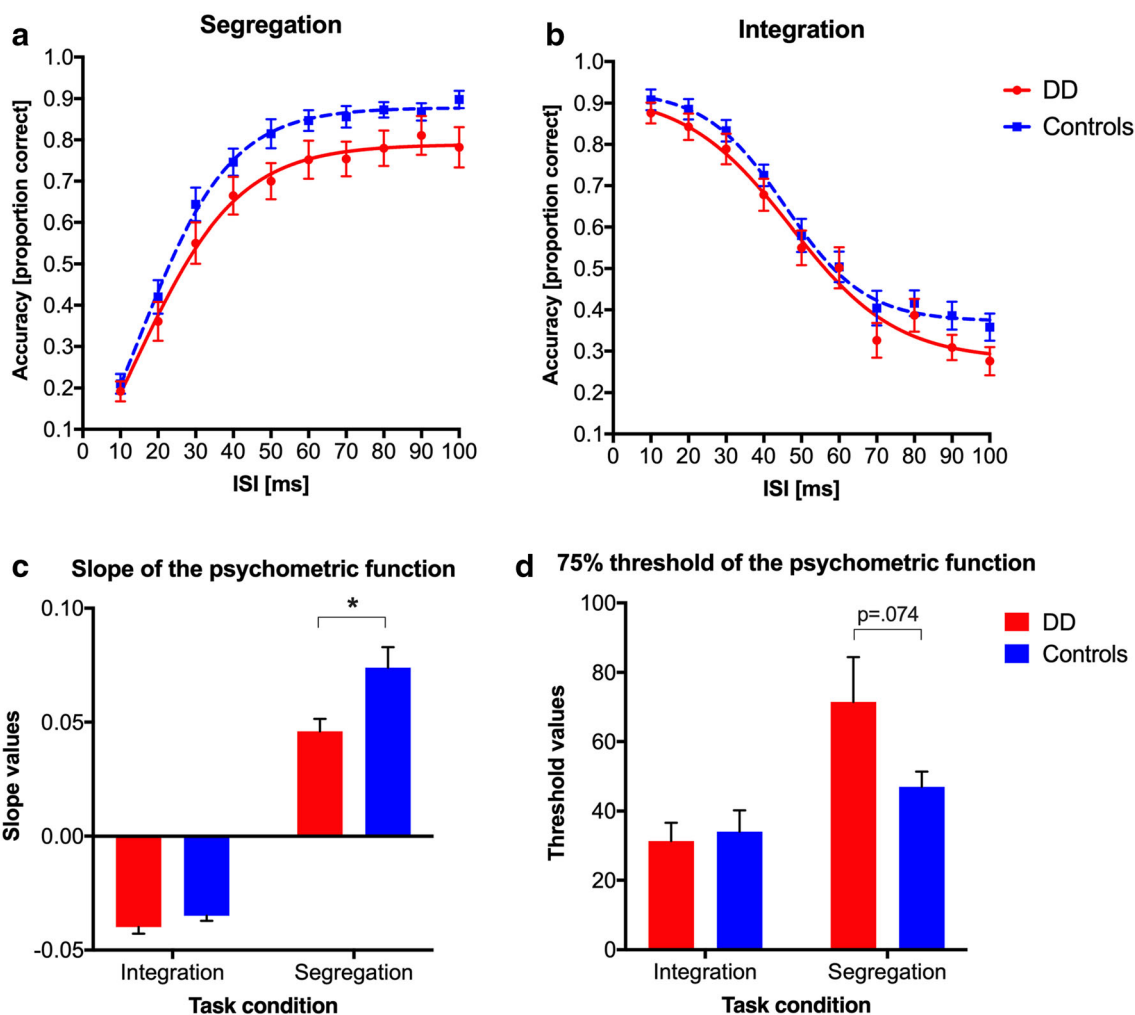 a Segregation
1.0
0.9
0.8
0.7
0.6
0.5
0.4
0.3
0.2
0.1
Accuracy [proportion correct]
0 10 20 30 40 50 60 70 80 90 100
ISI [ms]
b Integration
1.0
0.9
0.8
0.7
0.6
0.5
0.4
0.3
0.2
0.1
Accuracy [proportion correct]
0 10 20 30 40 50 60 70 80 90 100
ISI [ms]
DD
Controls
c Slope of the psychometric function
0.10
0.05
0.00
-0.05
Slope values
*
Integration Segregation
Task condition
d 75% threshold of the psychometric function
100
80
60
40
20
0
Threshold values
p=.074
Integration Segregation
Task condition
DD
Controls